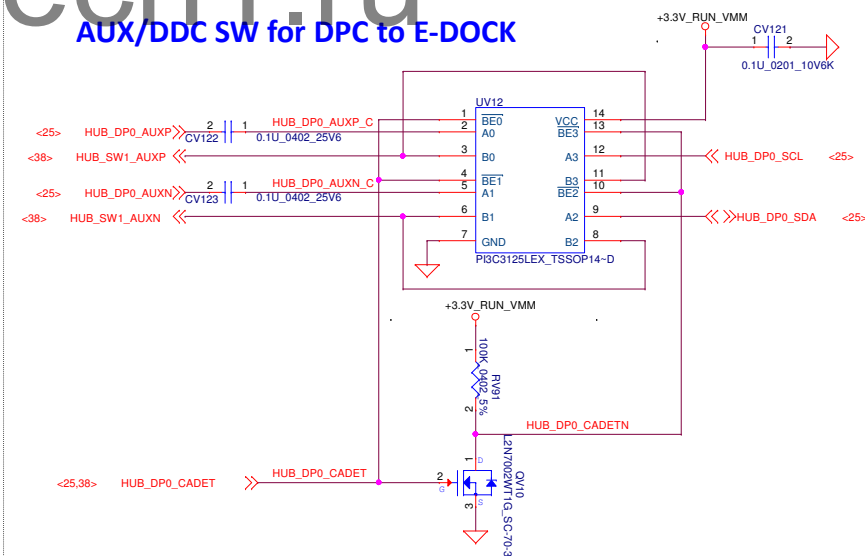 AUX/DDC SW for DPC to E-DOCK
+3.3V_RUN_VMM
CV121
1 2
0.1U_0201_10V6K
UV12
<25> HUB_DP0_AUXP 2 1 HUB_DP0_AUXP_C
CV122 0.1U_0402_25V6
<38> HUB_SW1_AUXP
<25> HUB_DP0_AUXN 2 1 HUB_DP0_AUXN_C
CV123 0.1U_0402_25V6
<38> HUB_SW1_AUXN
1 BE0 VCC 14
2 A0 BE3 13
3 B0 A3 12 HUB_DP0_SCL <25>
4 BE1 B3 11
5 A1 BE2 10
6 B1 A2 9 HUB_DP0_SDA <25>
7 GND B2 8
PI3C3125LEX_TSSOP14~D
+3.3V_RUN_VMM
1
100K_0402_5%
RV91
2
HUB_DP0_CADETN
<25,38> HUB_DP0_CADET HUB_DP0_CADET
1 D
2 G
3 S
QV10
L2N7002WT1G_SC-70-3